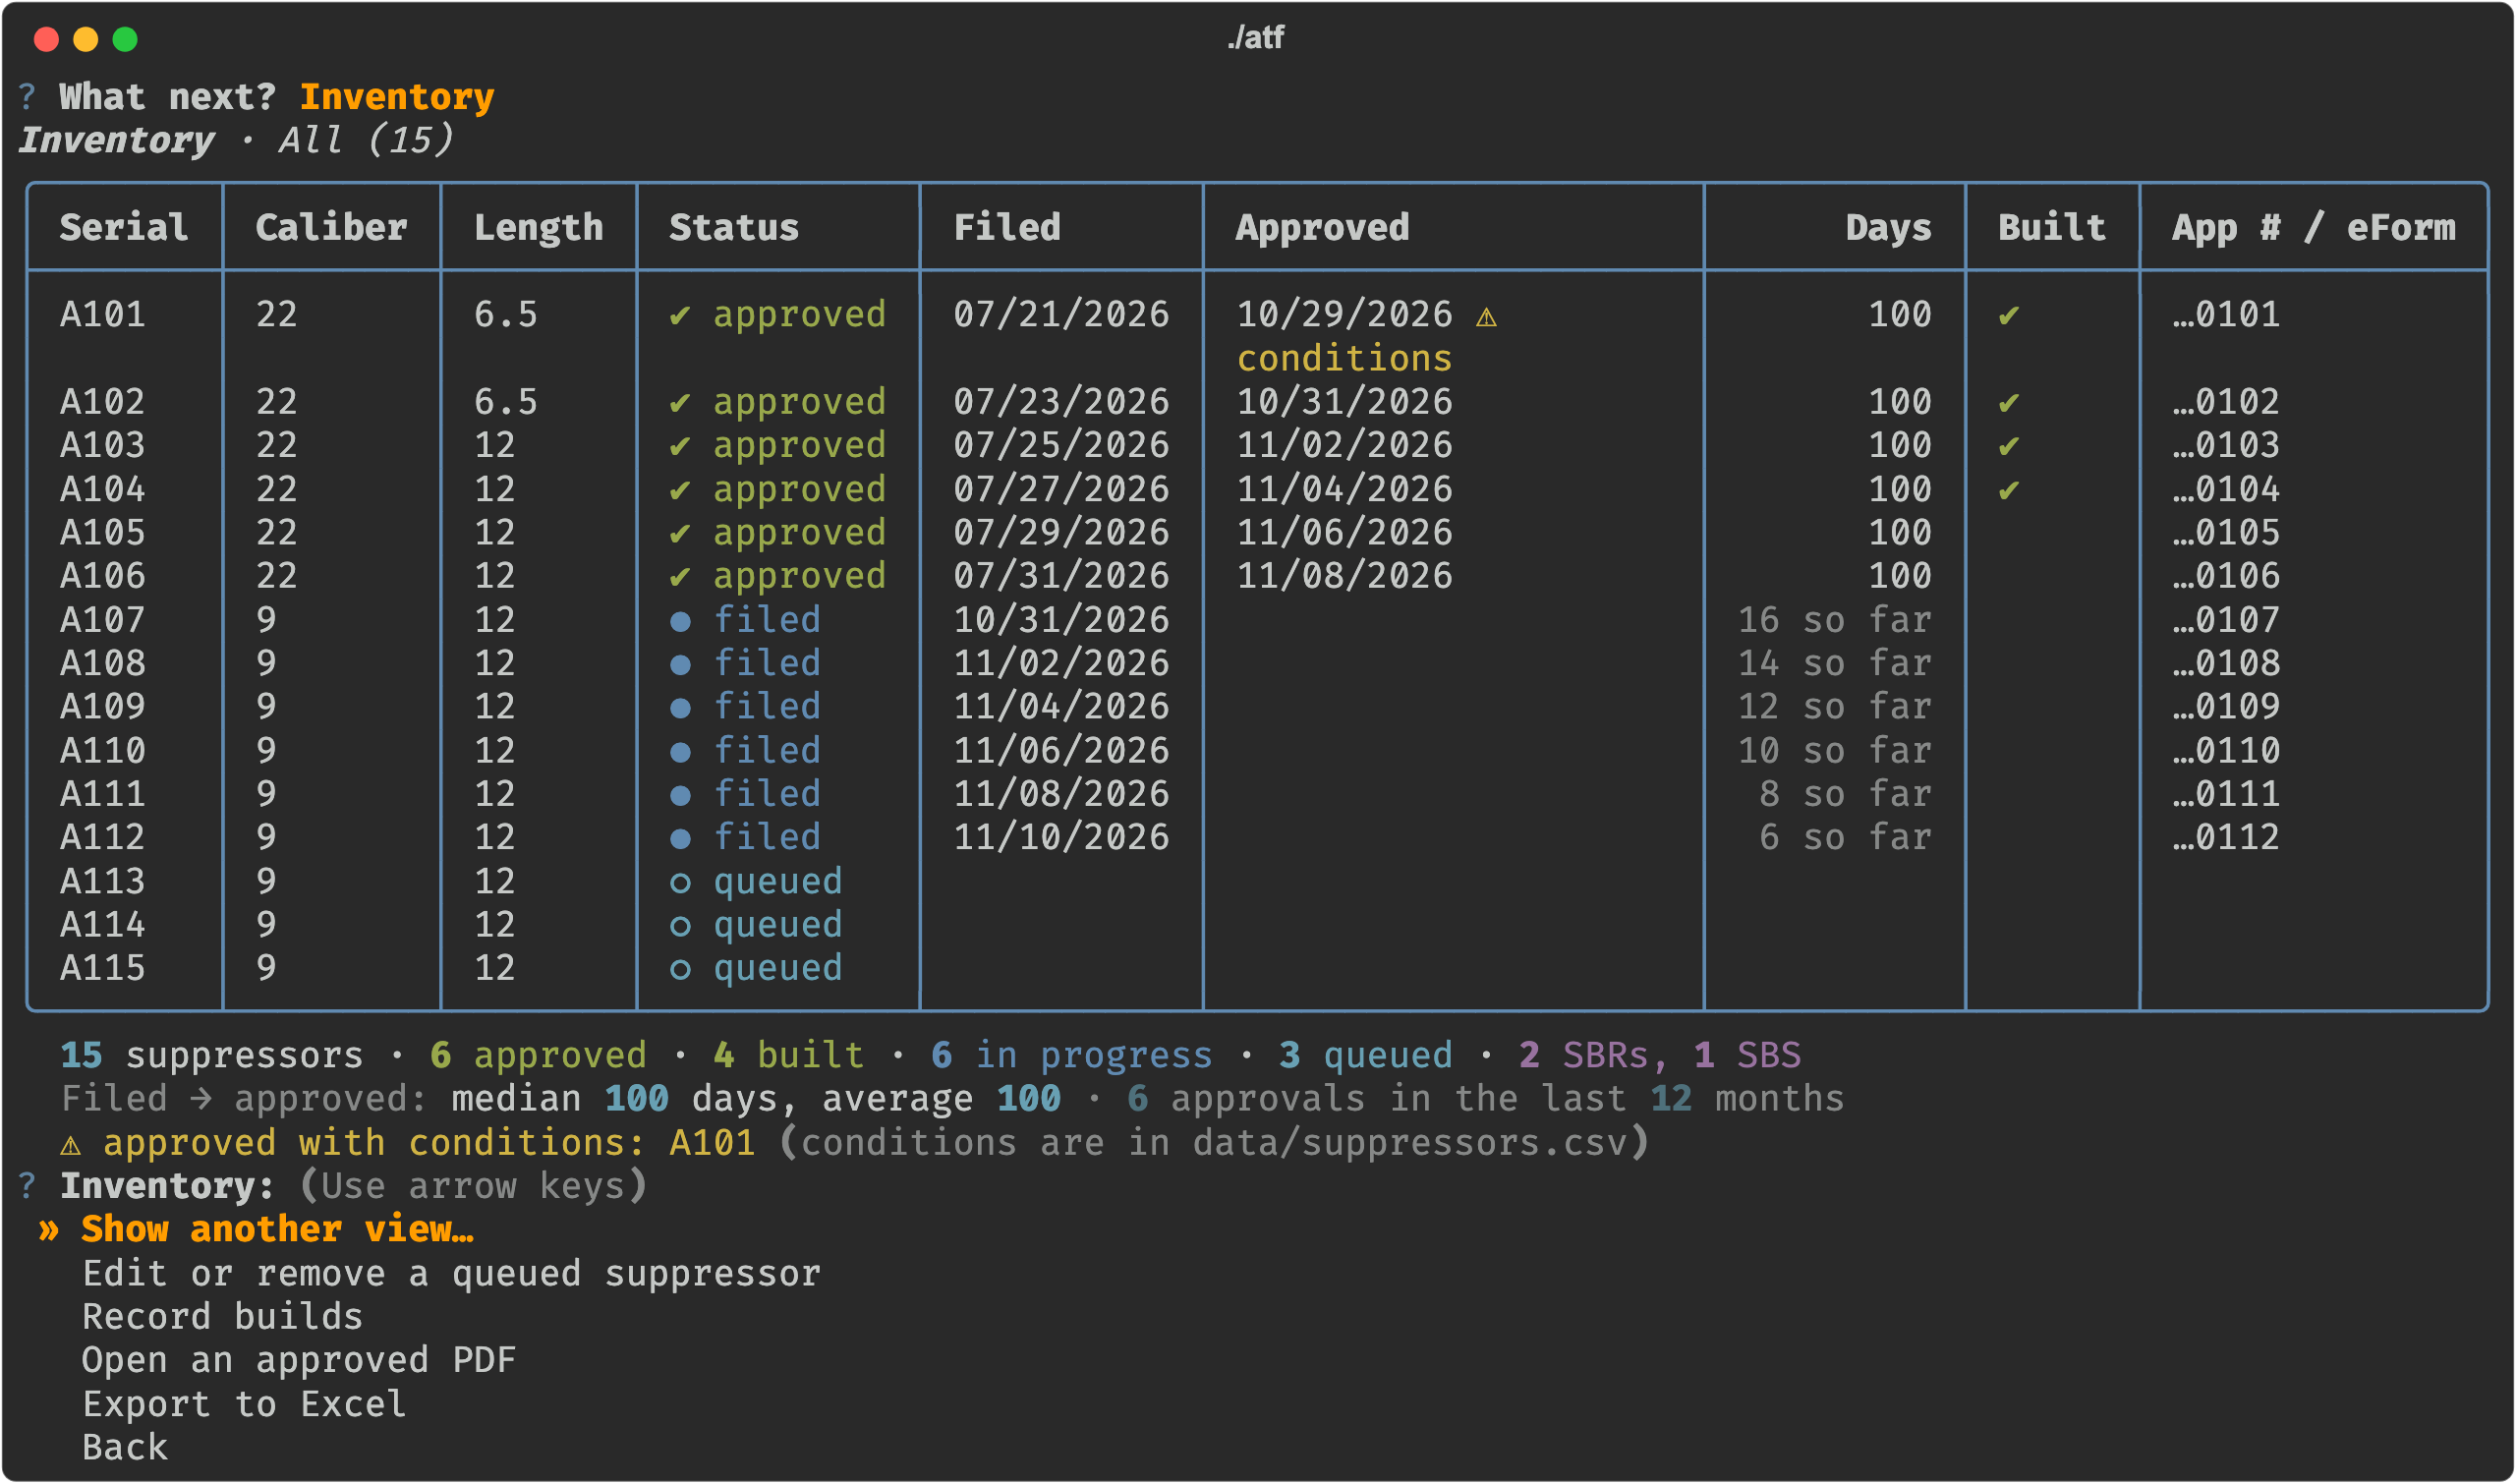 ./atf
? What next? Inventory
Inventory · All (15)
Serial Caliber Length Status Filed Approved Days Built App # / eForm
A101 22 6.5 ✔ approved 07/21/2026 10/29/2026 ⚠ 100 ✔ …0101
conditions
A102 22 6.5 ✔ approved 07/23/2026 10/31/2026 100 ✔ …0102
A103 22 12 ✔ approved 07/25/2026 11/02/2026 100 ✔ …0103
A104 22 12 ✔ approved 07/27/2026 11/04/2026 100 ✔ …0104
A105 22 12 ✔ approved 07/29/2026 11/06/2026 100 …0105
A106 22 12 ✔ approved 07/31/2026 11/08/2026 100 …0106
A107 9 12 ● filed 10/31/2026 16 so far …0107
A108 9 12 ● filed 11/02/2026 14 so far …0108
A109 9 12 ● filed 11/04/2026 12 so far …0109
A110 9 12 ● filed 11/06/2026 10 so far …0110
A111 9 12 ● filed 11/08/2026 8 so far …0111
A112 9 12 ● filed 11/10/2026 6 so far …0112
A113 9 12 ○ queued
A114 9 12 ○ queued
A115 9 12 ○ queued
15 suppressors · 6 approved · 4 built · 6 in progress · 3 queued · 2 SBRs, 1 SBS
Filed → approved: median 100 days, average 100 · 6 approvals in the last 12 months
⚠ approved with conditions: A101 (conditions are in data/suppressors.csv)
? Inventory: (Use arrow keys)
» Show another view…
Edit or remove a queued suppressor
Record builds
Open an approved PDF
Export to Excel
Back